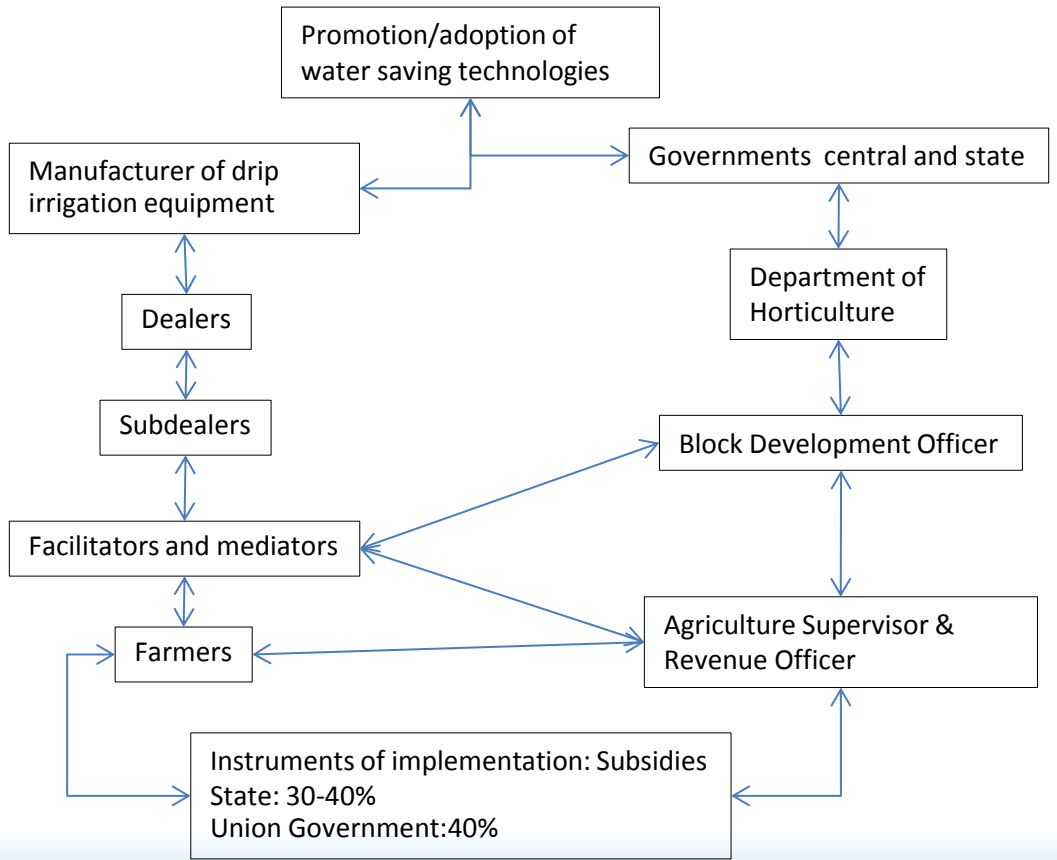 Promotion/adoption of
water saving technologies
Governments central and state
Manufacturer of drip
irrigation equipment
Department of
Horticulture
Dealers
Subdealers
Block Development Officer
Facilitators and mediators
Agriculture Supervisor &
Revenue Officer
Farmers
Instruments of implementation: Subsidies
State: 30-40%
Union Government:40%